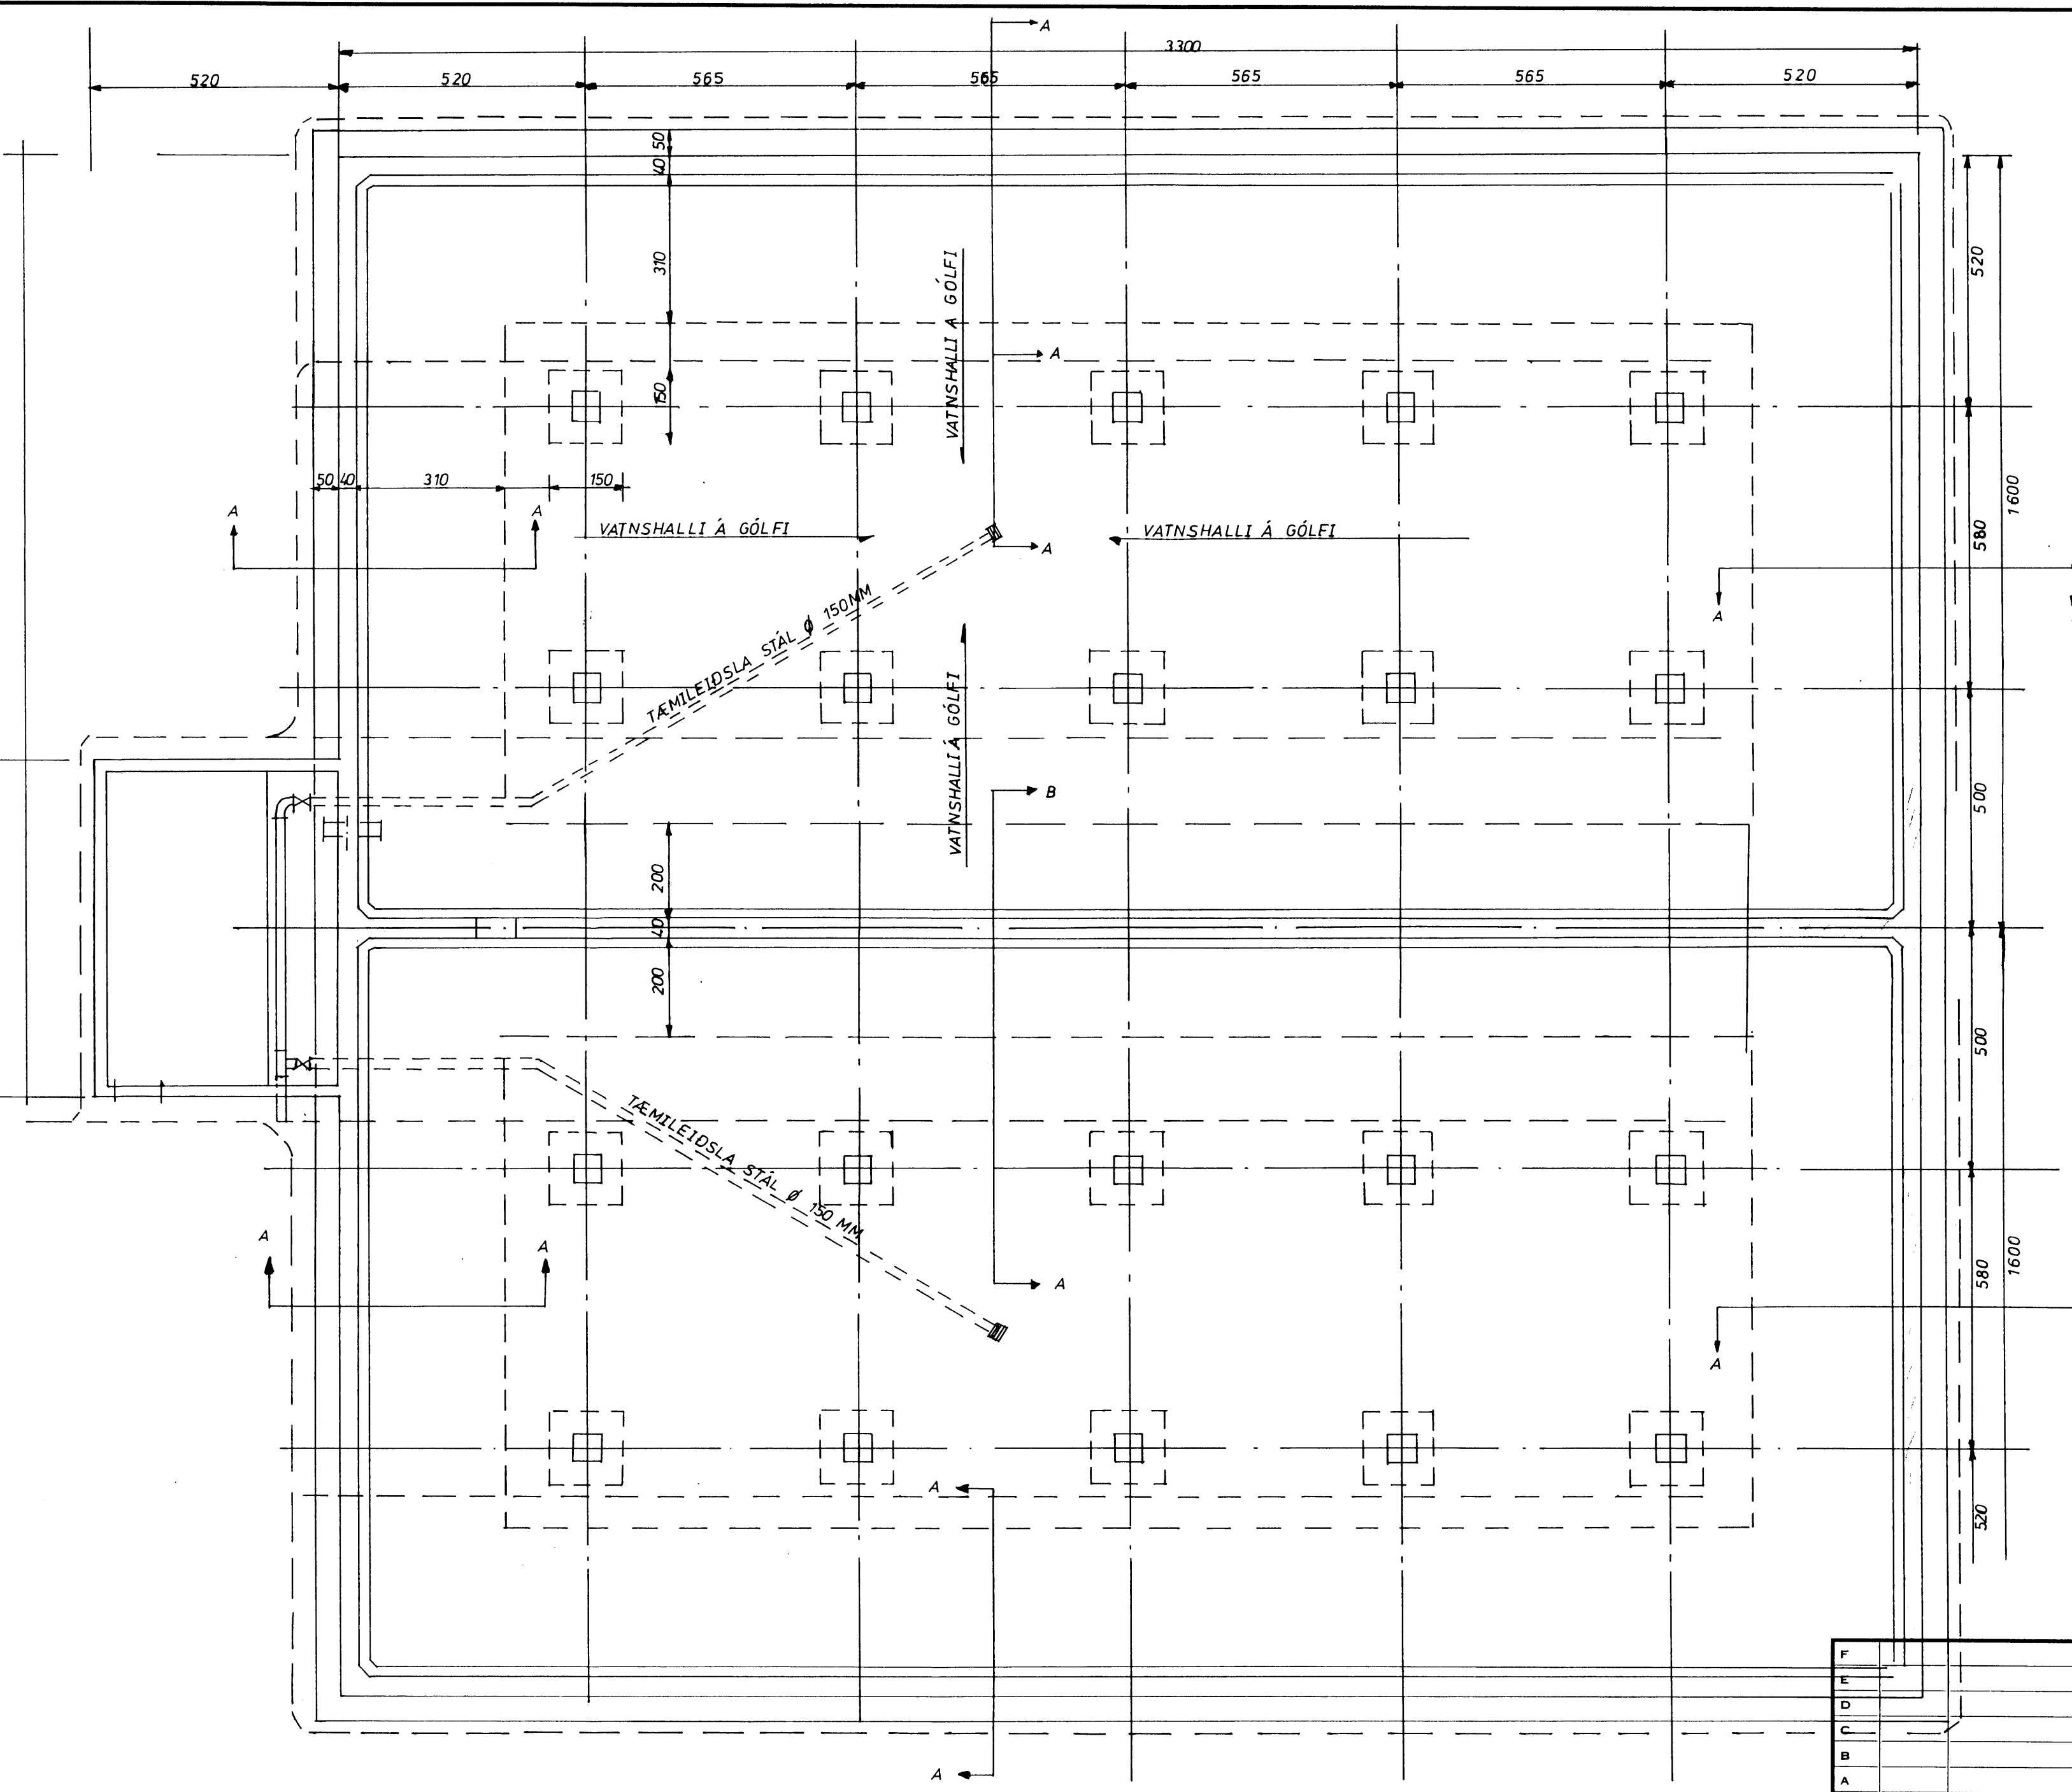 A
3300
520
520
565
565
565
565
520
50
40
310
150
VATNSHALLI Á GÓLFI
A
520
1600
580
50 40
310
150
A
A
VATNSHALLI Á GÓLFI
A
VATNSHALLI Á GÓLFI
TÆMILEIÐSLA STÁL Ø 150MM
A
VATNSHALLI Á GÓLFI
B
500
200
40
200
500
TÆMILEIÐSLA STÁL Ø 150 MM
A
A
A
580
1600
A
A
520
A
F
E
D
C
B
A